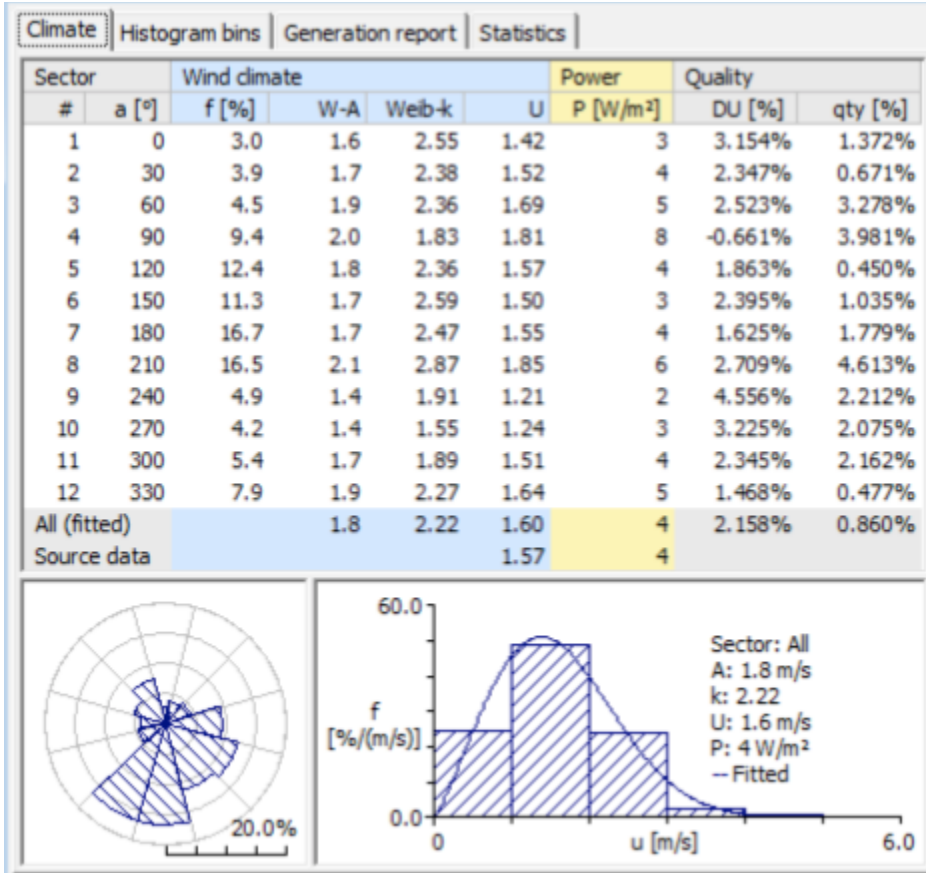 Climate Histogram bins Generation report Statistics
Sector Wind climate Power Quality
# a [°] f [%] W-A Weib-k U P [W/m²] DU [%] qty [%]
1 0 3.0 1.6 2.55 1.42 3 3.154% 1.372%
2 30 3.9 1.7 2.38 1.52 4 2.347% 0.671%
3 60 4.5 1.9 2.36 1.69 5 2.523% 3.278%
4 90 9.4 2.0 1.83 1.81 8 -0.661% 3.981%
5 120 12.4 1.8 2.36 1.57 4 1.863% 0.450%
6 150 11.3 1.7 2.59 1.50 3 2.395% 1.035%
7 180 16.7 1.7 2.47 1.55 4 1.625% 1.779%
8 210 16.5 2.1 2.87 1.85 6 2.709% 4.613%
9 240 4.9 1.4 1.91 1.21 2 4.556% 2.212%
10 270 4.2 1.4 1.55 1.24 3 3.225% 2.075%
11 300 5.4 1.7 1.89 1.51 4 2.345% 2.162%
12 330 7.9 1.9 2.27 1.64 5 1.468% 0.477%
All (fitted) 1.8 2.22 1.60 4 2.158% 0.860%
Source data 1.57 4
20.0%
60.0
f
[%/(m/s)]
0.0
0 u [m/s] 6.0
Sector: All
A: 1.8 m/s
k: 2.22
U: 1.6 m/s
P: 4 W/m²
-- Fitted